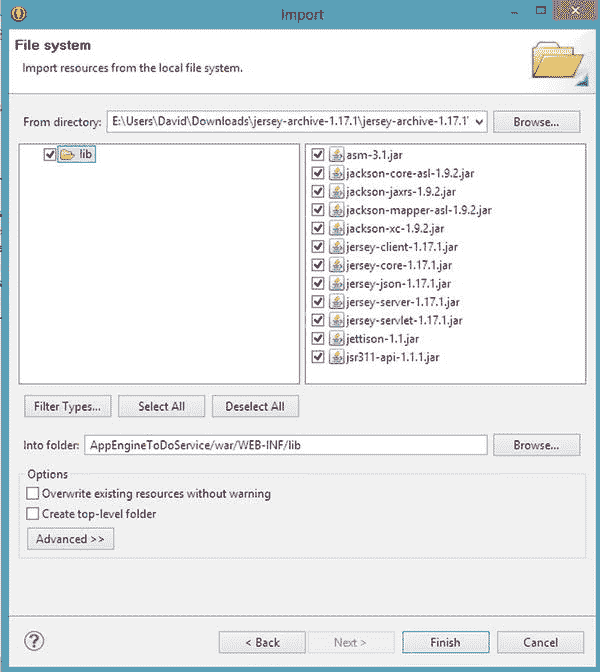 Import
File system
Import resources from the local file system.
From directory: E:\Users\David\Downloads\jersey-archive-1.17.1\jersey-archive-1.17.1\ Browse...
lib
asm-3.1.jar
jackson-core-asl-1.9.2.jar
jackson-jaxrs-1.9.2.jar
jackson-mapper-asl-1.9.2.jar
jackson-xc-1.9.2.jar
jersey-client-1.17.1.jar
jersey-core-1.17.1.jar
jersey-json-1.17.1.jar
jersey-server-1.17.1.jar
jersey-servlet-1.17.1.jar
jettison-1.1.jar
jsr311-api-1.1.1.jar
Filter Types... Select All Deselect All
Into folder: AppEngineToDoService/war/WEB-INF/lib Browse...
Options
Overwrite existing resources without warning
Create top-level folder
Advanced >>
? < Back Next > Finish Cancel